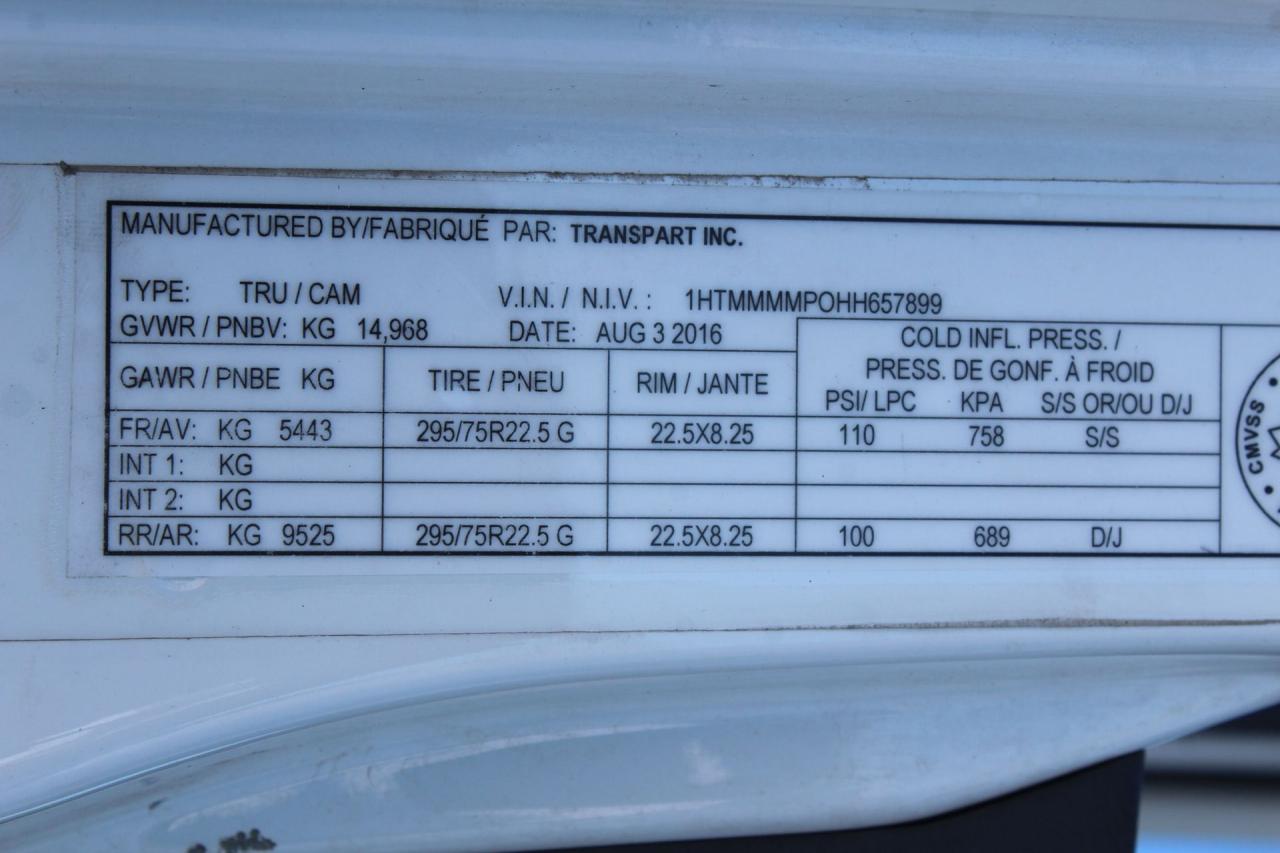 MANUFACTURED BY/FABRIQUÉ PAR: TRANSPART INC.
TYPE: TRU / CAM V.I.N. / N.I.V. : 1HTMMMMPOHH657899
GVWR / PNBV: KG 14,968 DATE: AUG 3 2016
COLD INFL. PRESS. /
PRESS. DE GONF. À FROID
GAWR / PNBE KG TIRE / PNEU RIM / JANTE PSI/ LPC KPA S/S OR/OU D/J
FR/AV: KG 5443 295/75R22.5 G 22.5X8.25 110 758 S/S
INT 1: KG
INT 2: KG
RR/AR: KG 9525 295/75R22.5 G 22.5X8.25 100 689 D/J
CMVSS